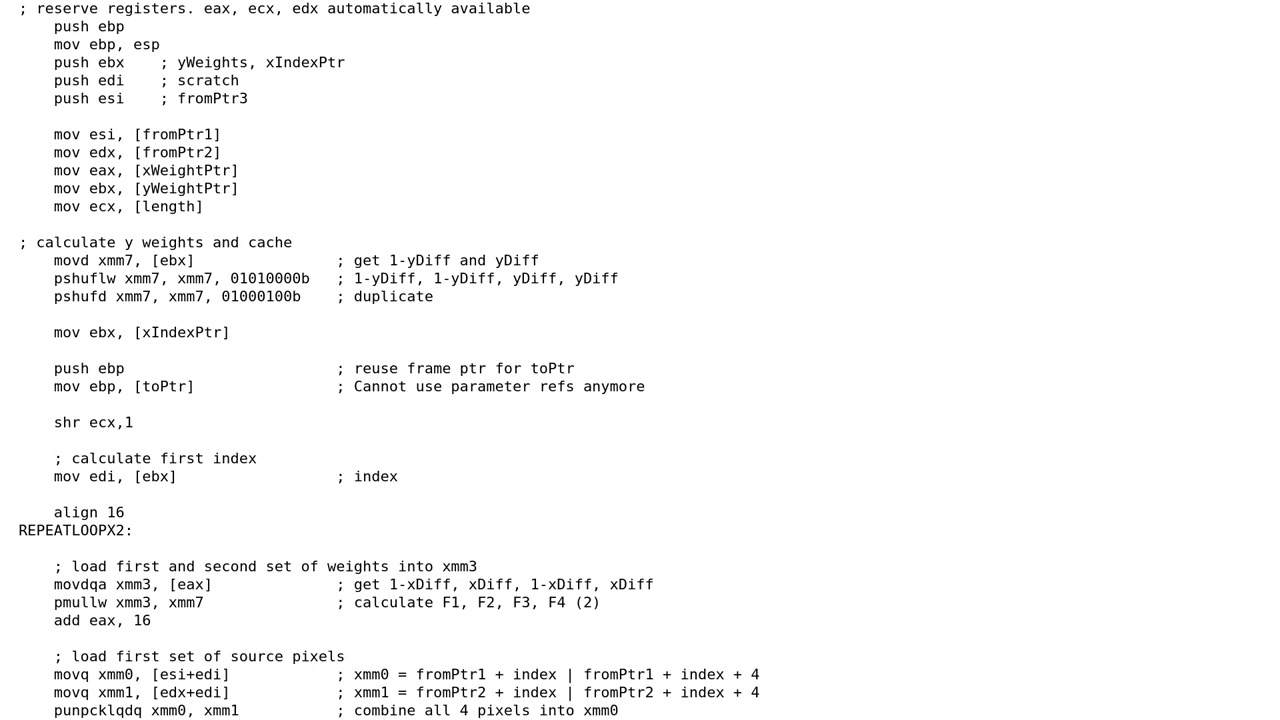 ; reserve registers. eax, ecx, edx automatically available
    push ebp
    mov ebp, esp
    push ebx    ; yWeights, xIndexPtr
    push edi    ; scratch
    push esi    ; fromPtr3

    mov esi, [fromPtr1]
    mov edx, [fromPtr2]
    mov eax, [xWeightPtr]
    mov ebx, [yWeightPtr]
    mov ecx, [length]

; calculate y weights and cache
    movd xmm7, [ebx]                ; get 1-yDiff and yDiff
    pshuflw xmm7, xmm7, 01010000b   ; 1-yDiff, 1-yDiff, yDiff, yDiff
    pshufd xmm7, xmm7, 01000100b    ; duplicate

    mov ebx, [xIndexPtr]

    push ebp                        ; reuse frame ptr for toPtr
    mov ebp, [toPtr]                ; Cannot use parameter refs anymore

    shr ecx,1

    ; calculate first index
    mov edi, [ebx]                  ; index

    align 16
REPEATLOOPX2:

    ; load first and second set of weights into xmm3
    movdqa xmm3, [eax]              ; get 1-xDiff, xDiff, 1-xDiff, xDiff
    pmullw xmm3, xmm7               ; calculate F1, F2, F3, F4 (2)
    add eax, 16

    ; load first set of source pixels
    movq xmm0, [esi+edi]            ; xmm0 = fromPtr1 + index | fromPtr1 + index + 4
    movq xmm1, [edx+edi]            ; xmm1 = fromPtr2 + index | fromPtr2 + index + 4
    punpcklqdq xmm0, xmm1           ; combine all 4 pixels into xmm0